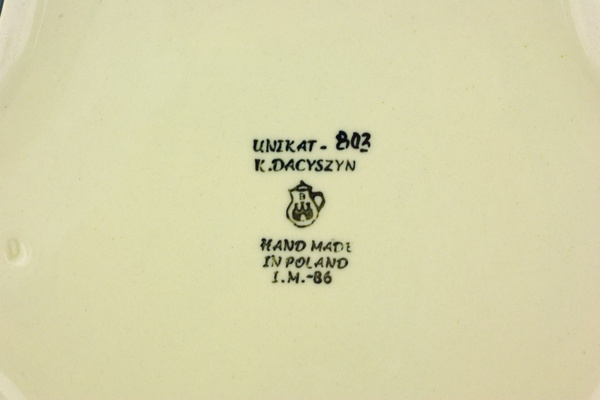 UNIKAT - 803
K.DACYSZYN
B
HAND MADE
IN POLAND
I.M.-86